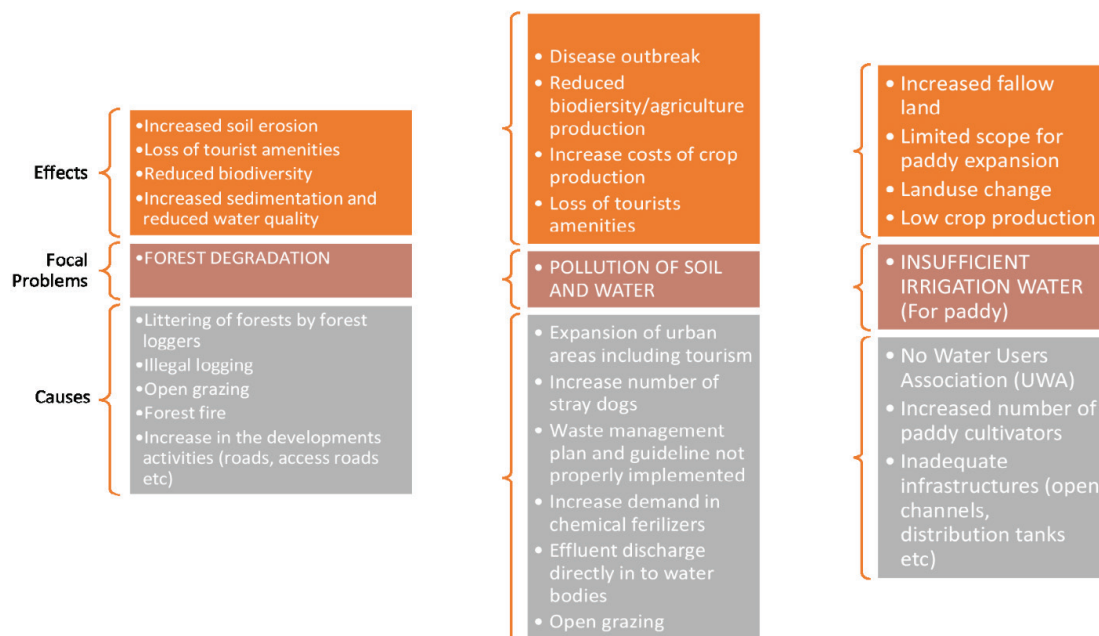 Effects
•Increased soil erosion
•Loss of tourist amenities
•Reduced biodiversity
•Increased sedimentation and
reduced water quality
Focal
Problems
•FOREST DEGRADATION
Causes
•Littering of forests by forest
loggers
•Illegal logging
•Open grazing
•Forest fire
•Increase in the developments
activities (roads, access roads
etc)
• Disease outbreak
• Reduced
biodiersity/agriculture
production
• Increase costs of crop
production
• Loss of tourists
amenities
• POLLUTION OF SOIL
AND WATER
• Expansion of urban
areas including tourism
• Increase number of
stray dogs
• Waste management
plan and guideline not
properly implemented
• Increase demand in
chemical ferilizers
• Effluent discharge
directly in to water
bodies
• Open grazing
• Increased fallow
land
• Limited scope for
paddy expansion
• Landuse change
• Low crop production
• INSUFFICIENT
IRRIGATION WATER
(For paddy)
• No Water Users
Association (UWA)
• Increased number of
paddy cultivators
• Inadequate
infrastructures (open
channels,
distribution tanks
etc)